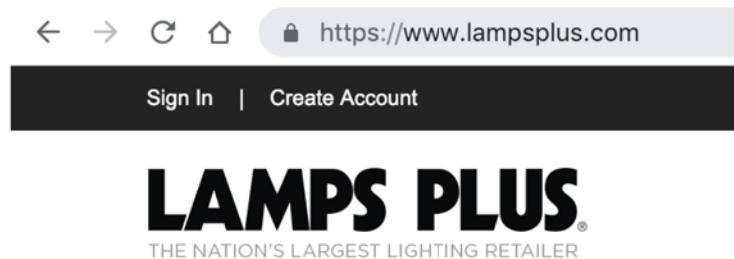 https://www.lampsplus.com
Sign In | Create Account
LAMPS PLUS®
THE NATION'S LARGEST LIGHTING RETAILER